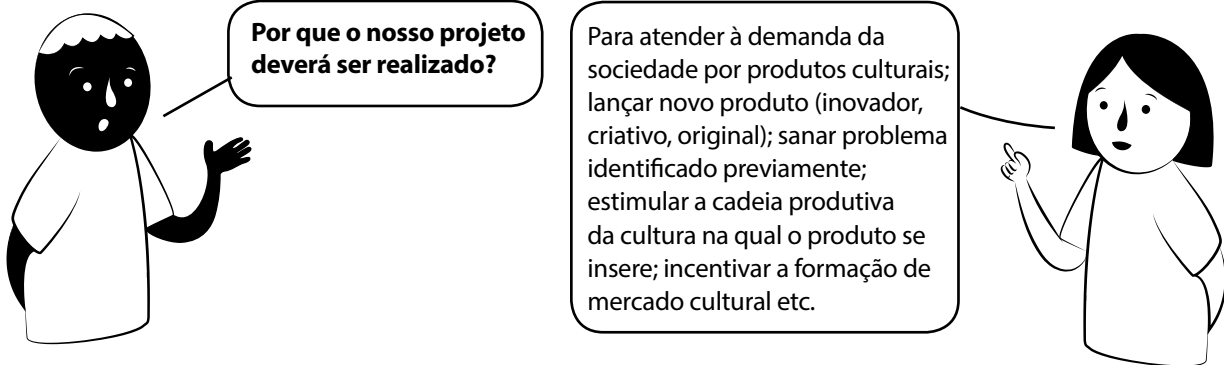 Por que o nosso projeto
deverá ser realizado?
Para atender à demanda da
sociedade por produtos culturais;
lançar novo produto (inovador,
criativo, original); sanar problema
identificado previamente;
estimular a cadeia produtiva
da cultura na qual o produto se
insere; incentivar a formação de
mercado cultural etc.